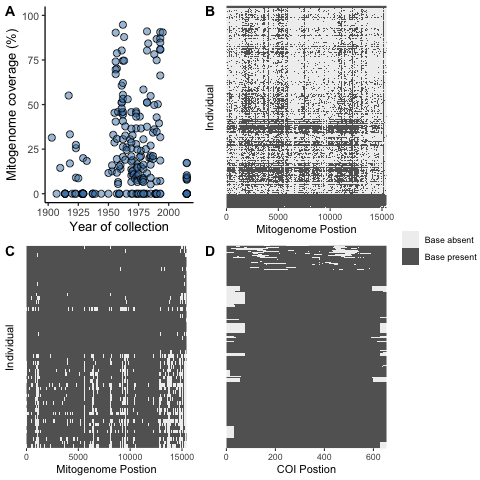 A
B
Mitogenome coverage (%)
100
75
50
25
0
1900
1925
1950
1975
2000
Year of collection
Individual
0
5000
10000
15000
Mitogenome Postion
Base absent
Base present
C
D
Individual
0
5000
10000
15000
Mitogenome Postion
0
200
400
600
COI Postion